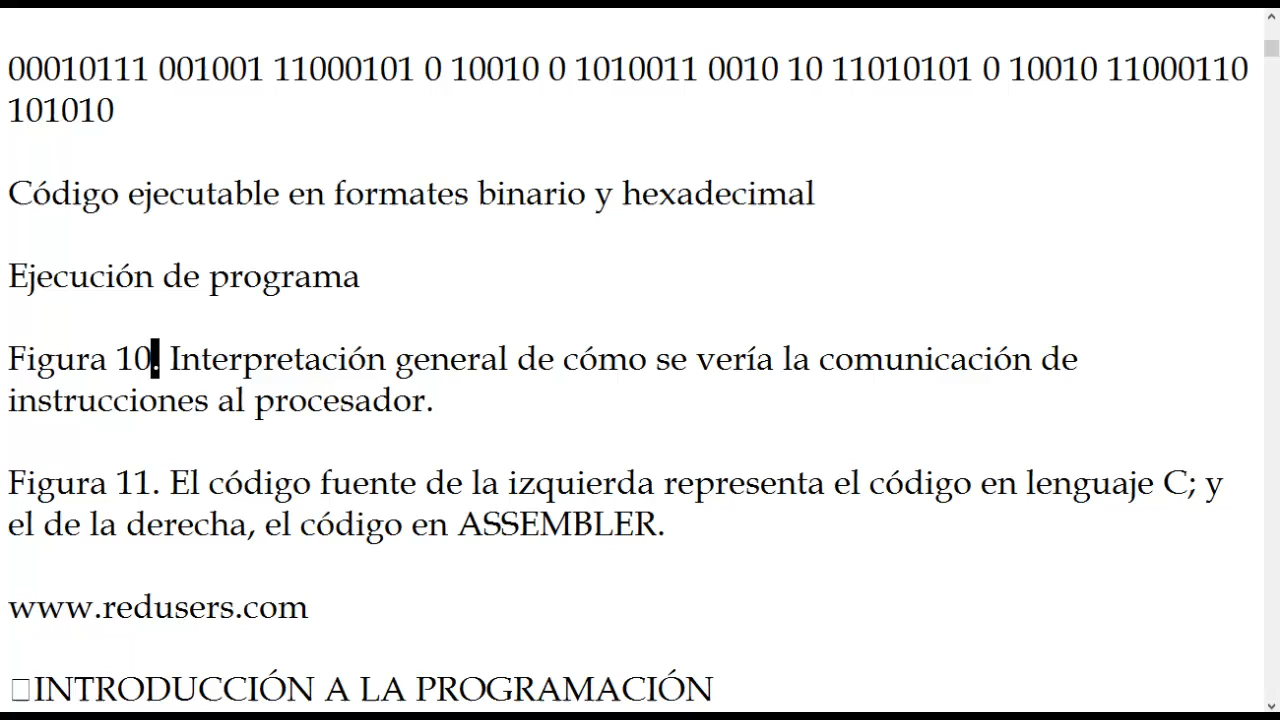 00010111 001001 11000101 0 10010 0 1010011 0010 10 11010101 0 10010 11000110
101010
Código ejecutable en formates binario y hexadecimal
Ejecución de programa
Figura 10. Interpretación general de cómo se vería la comunicación de
instrucciones al procesador.
Figura 11. El código fuente de la izquierda representa el código en lenguaje C; y
el de la derecha, el código en ASSEMBLER.
www.redusers.com
□INTRODUCCIÓN A LA PROGRAMACIÓN